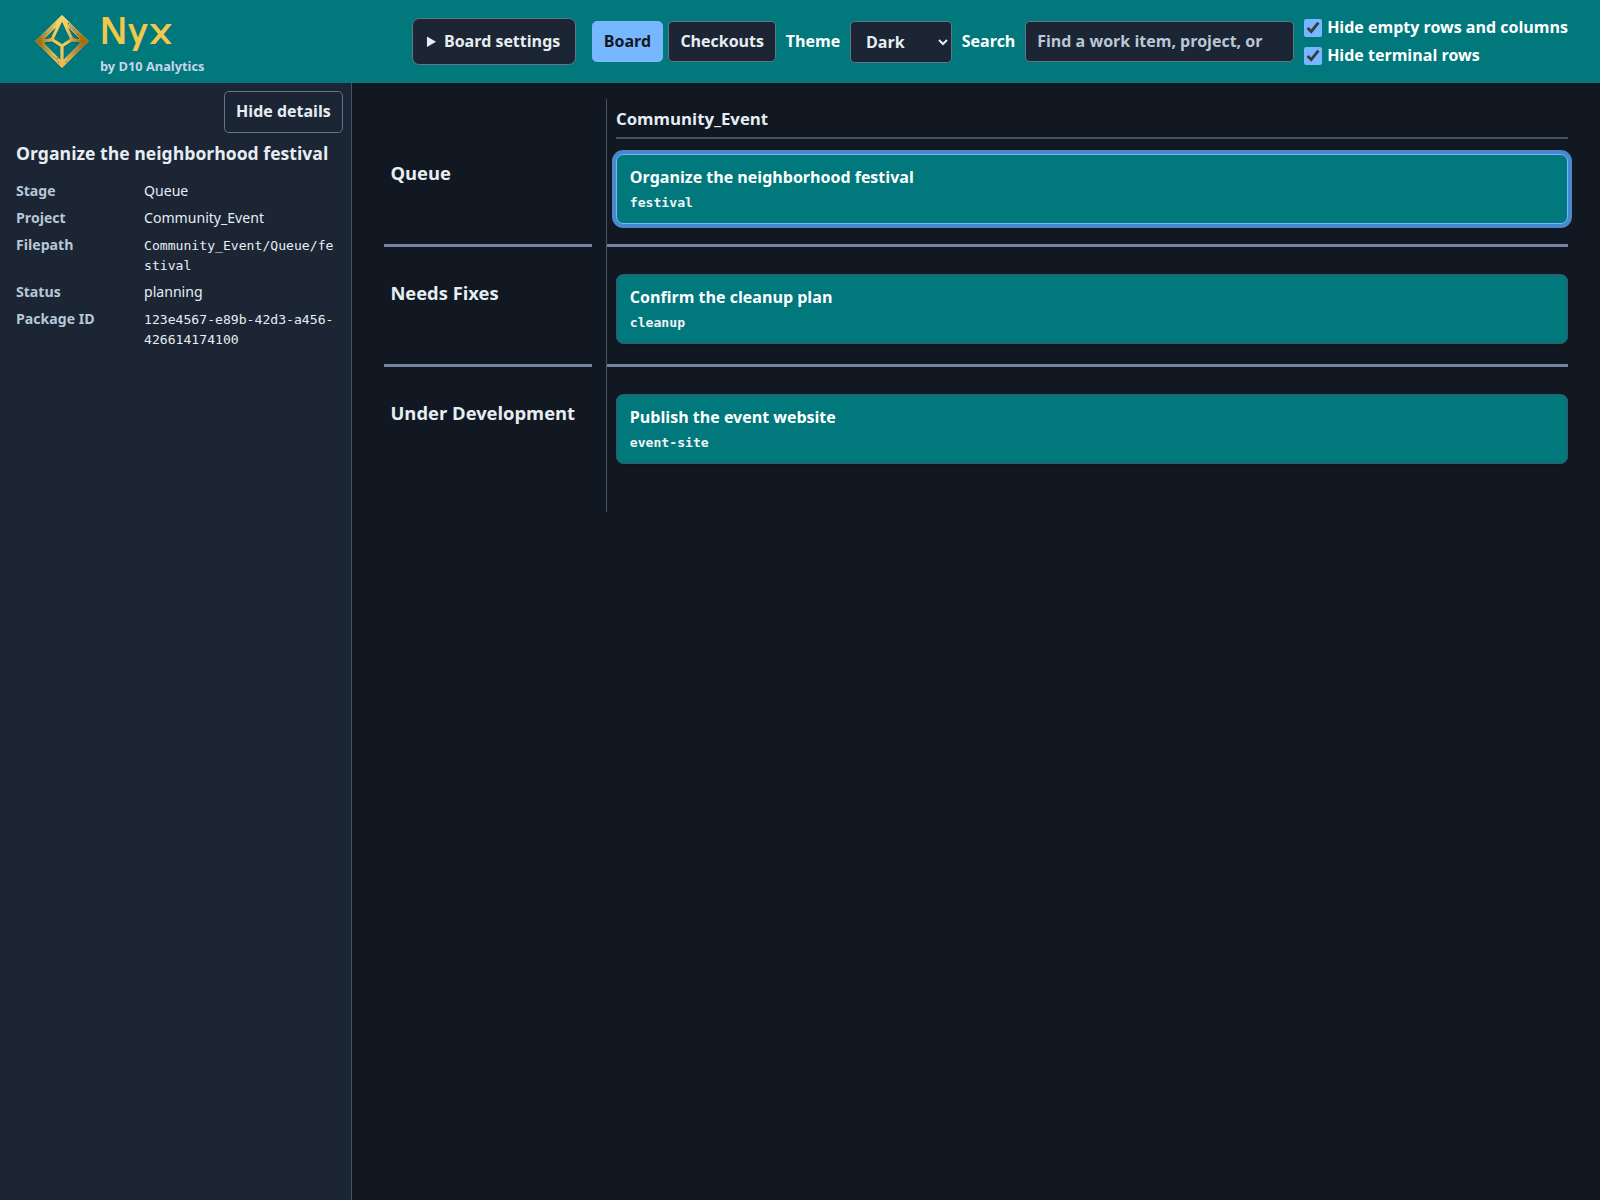 Nyx
by D10 Analytics
Board settings
Board
Checkouts
Theme
Dark
Search
Find a work item, project, or
Hide empty rows and columns
Hide terminal rows
Hide details
Organize the neighborhood festival
Stage Queue
Project Community_Event
Filepath Community_Event/Queue/fe
stival
Status planning
Package ID 123e4567-e89b-42d3-a456-
426614174100
Community_Event
Queue
Organize the neighborhood festival
festival
Needs Fixes
Confirm the cleanup plan
cleanup
Under Development
Publish the event website
event-site